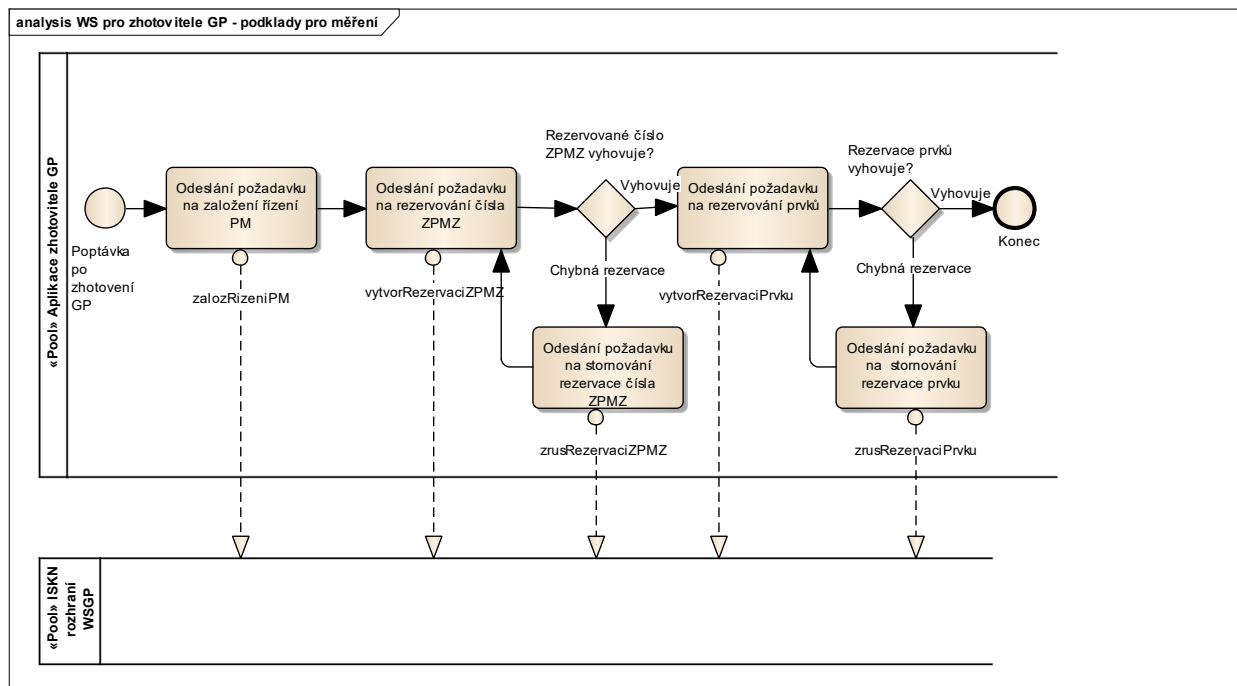 analysis WS pro zhotovitele GP - podklady pro měření
«Pool» Aplikace zhotovitele GP
Poptávka
po
zhotovení
GP
Odeslání požadavku
na založení řízení
PM
zalozRizeniPM
Odeslání požadavku
na rezervování čísla
ZPMZ
vytvorRezervaciZPMZ
Rezervované číslo
ZPMZ vyhovuje?
Vyhovuje
Chybná rezervace
Odeslání požadavku
na stornování
rezervace čísla
ZPMZ
zrusRezervaciZPMZ
Odeslání požadavku
na rezervování prvků
vytvorRezervaciPrvku
Rezervace prvků
vyhovuje?
Vyhovuje
Konec
Chybná rezervace
Odeslání požadavku
na stornování
rezervace prvku
zrusRezervaciPrvku
«Pool» ISKN
rozhraní
WSGP